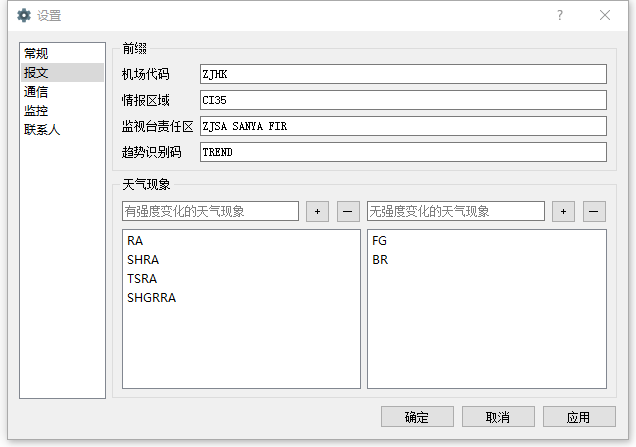 设置
常规
报文
通信
监控
联系人
前缀
机场代码 ZJHK
情报区域 CI35
监视台责任区 ZJSA SANYA FIR
趋势识别码 TREND
天气现象
有强度变化的天气现象 + — 无强度变化的天气现象 + —
RA
SHRA
TSRA
SHGRRA
FG
BR
确定 取消 应用